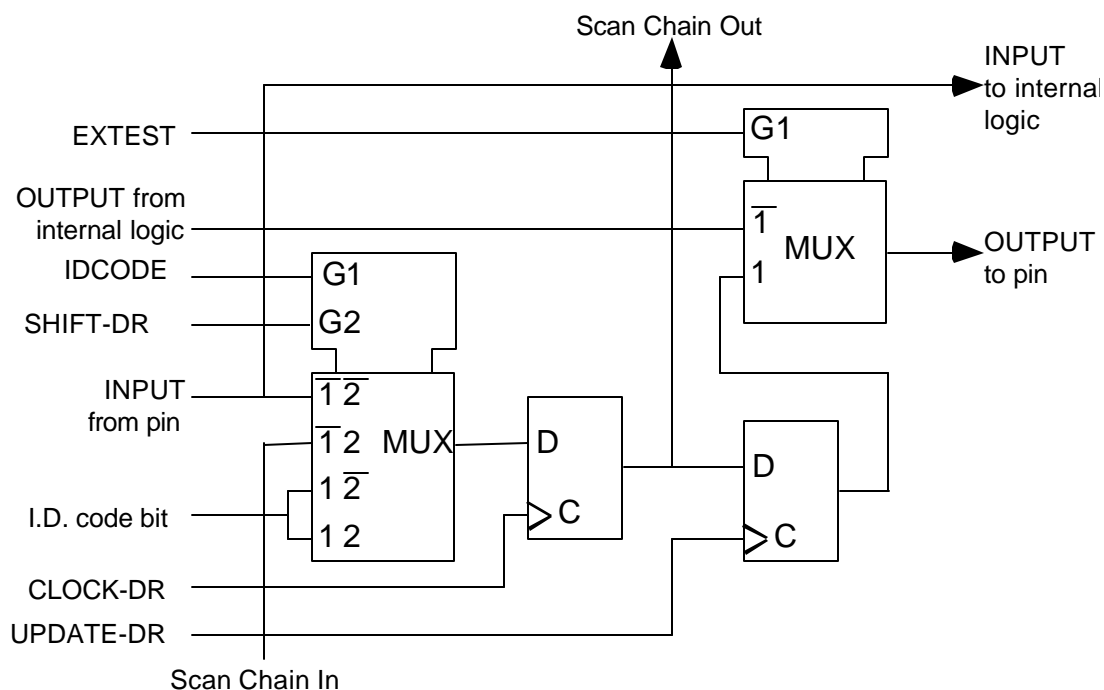 Scan Chain Out
INPUT
to internal
logic
EXTEST
G1
OUTPUT from
internal logic
1̅
MUX
1
OUTPUT
to pin
IDCODE
G1
SHIFT-DR
G2
INPUT
from pin
1̅ 2̅
1̅ 2
MUX
1 2̅
1 2
D
C
D
C
I.D. code bit
CLOCK-DR
UPDATE-DR
Scan Chain In